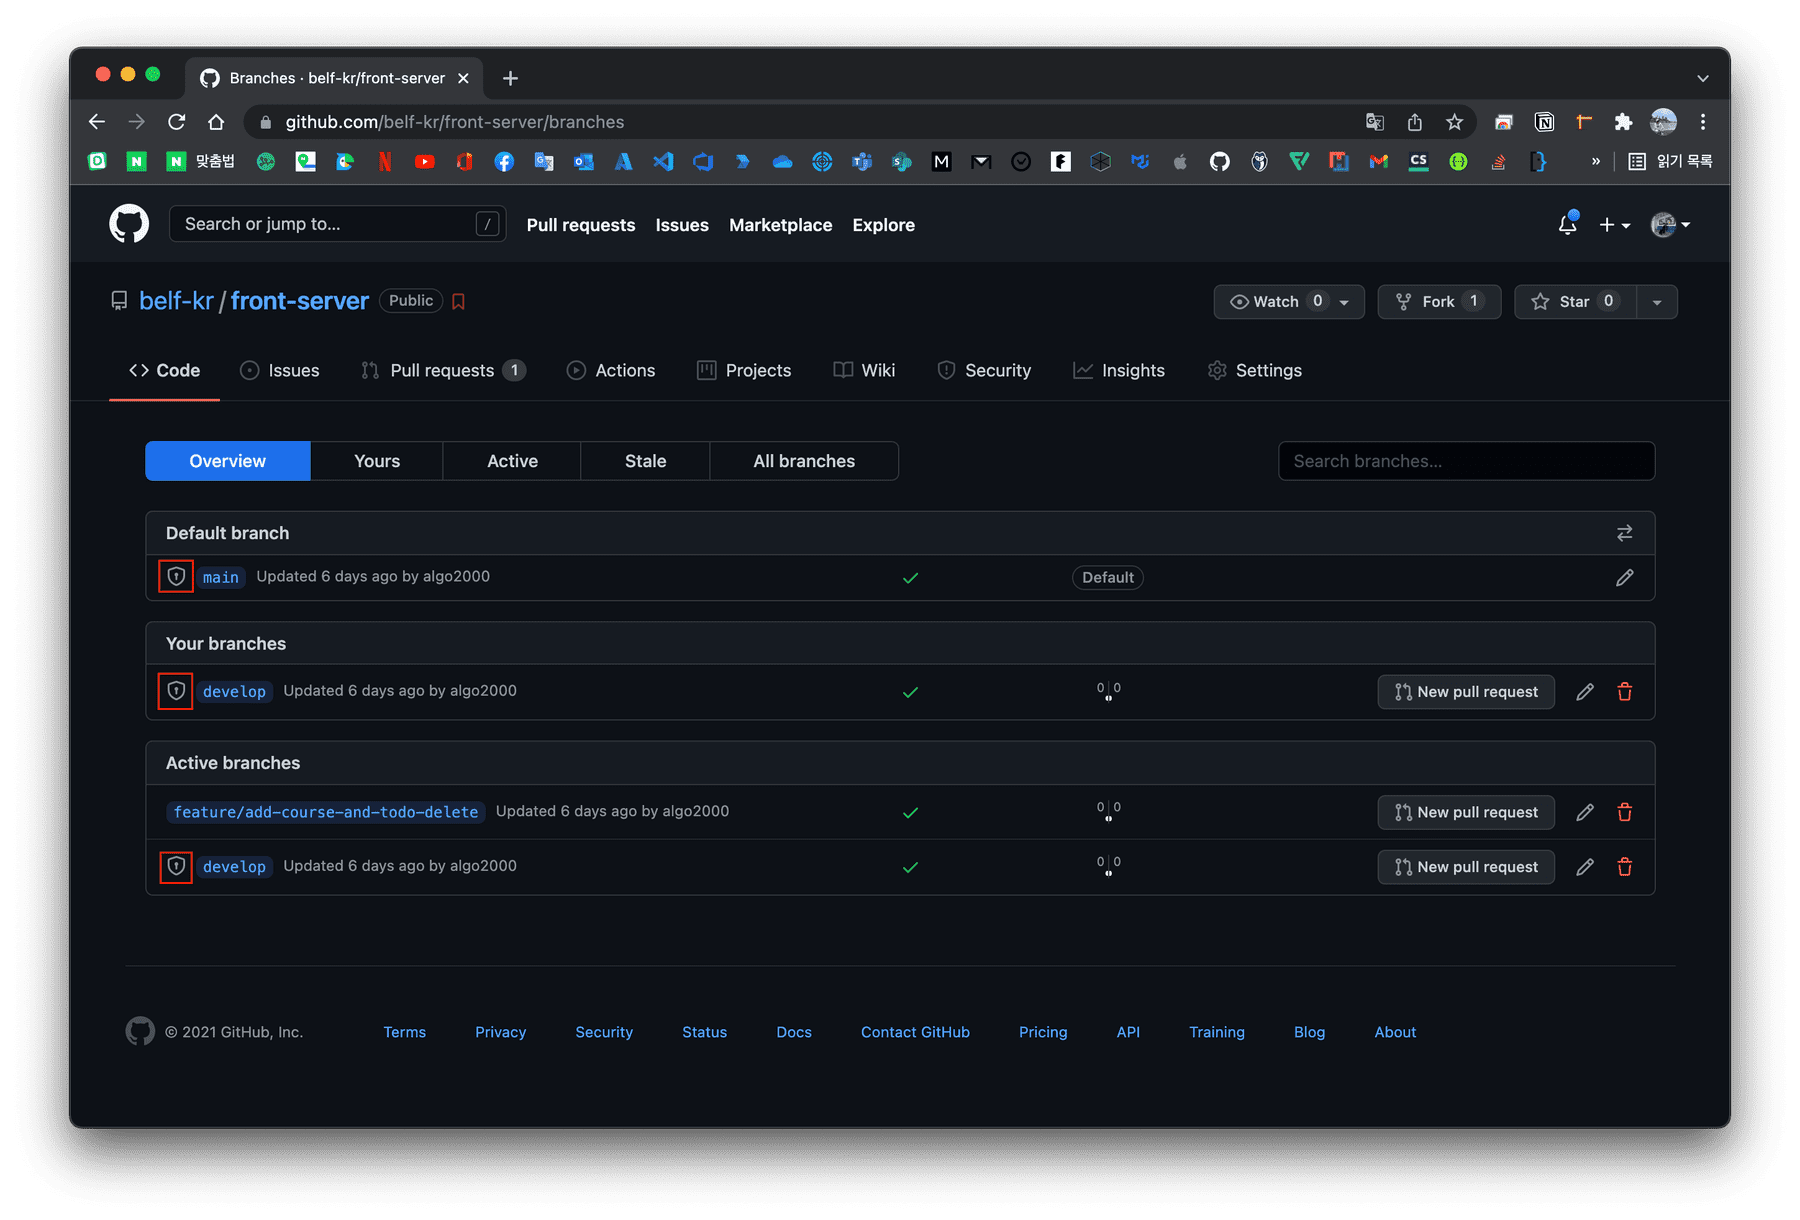 Branches · belf-kr/front-server
github.com/belf-kr/front-server/branches
맞춤법
CS
» 읽기 목록
Search or jump to... /
Pull requests Issues Marketplace Explore
belf-kr / front-server Public
Watch 0 Fork 1 Star 0
Code Issues Pull requests 1 Actions Projects Wiki Security Insights Settings
Overview Yours Active Stale All branches Search branches...
Default branch
main Updated 6 days ago by algo2000 Default
Your branches
develop Updated 6 days ago by algo2000 0 0 New pull request
Active branches
feature/add-course-and-todo-delete Updated 6 days ago by algo2000 0 0 New pull request
develop Updated 6 days ago by algo2000 0 0 New pull request
© 2021 GitHub, Inc. Terms Privacy Security Status Docs Contact GitHub Pricing API Training Blog About